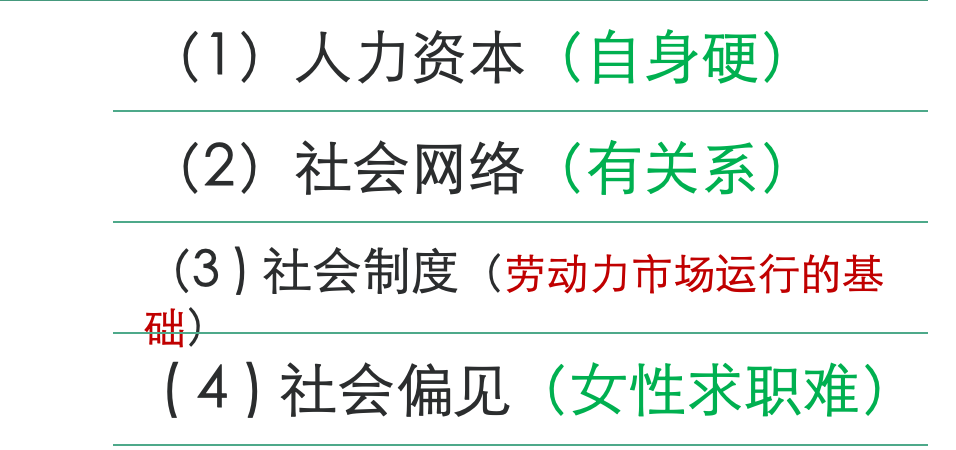 （1）人力资本（自身硬）
（2）社会网络（有关系）
（3）社会制度（劳动力市场运行的基
础）
（4）社会偏见（女性求职难）